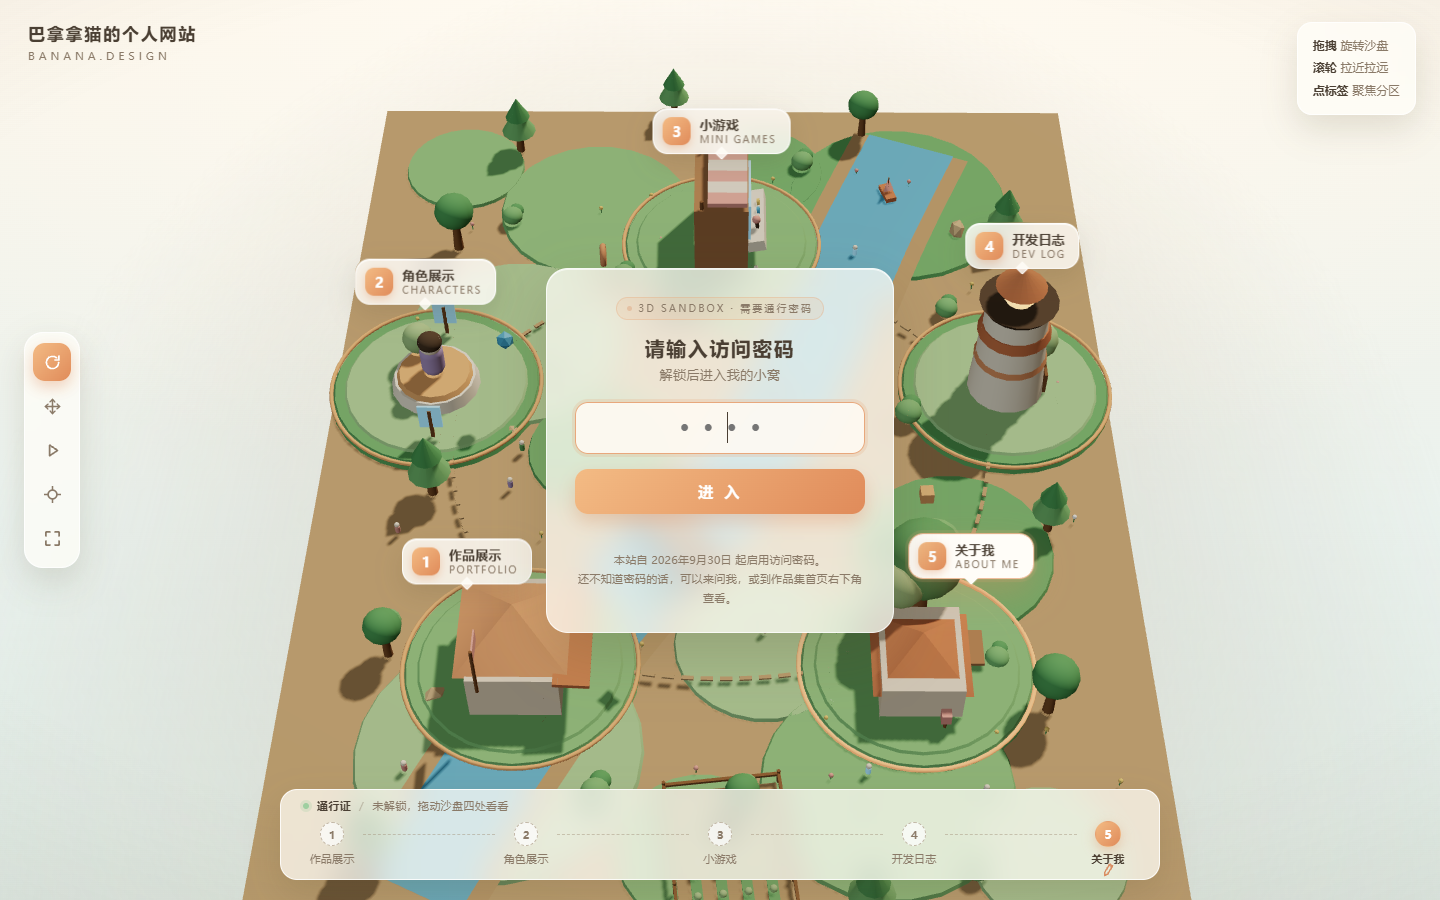 巴拿拿猫的个人网站
BANANA.DESIGN
拖拽 旋转沙盘
滚轮 拉近拉远
点标签 聚焦分区
3 小游戏
MINI GAMES
4 开发日志
DEV LOG
2 角色展示
CHARACTERS
3D SANDBOX · 需要通行密码
请输入访问密码
解锁后进入我的小窝
进 入
本站自 2026年9月30日 起启用访问密码。
还不知道密码的话，可以来问我，或到作品集首页右下角
查看。
1 作品展示
PORTFOLIO
5 关于我
ABOUT ME
通行证 / 未解锁，拖动沙盘四处看看
1 2 3 4 5
作品展示 角色展示 小游戏 开发日志 关于我